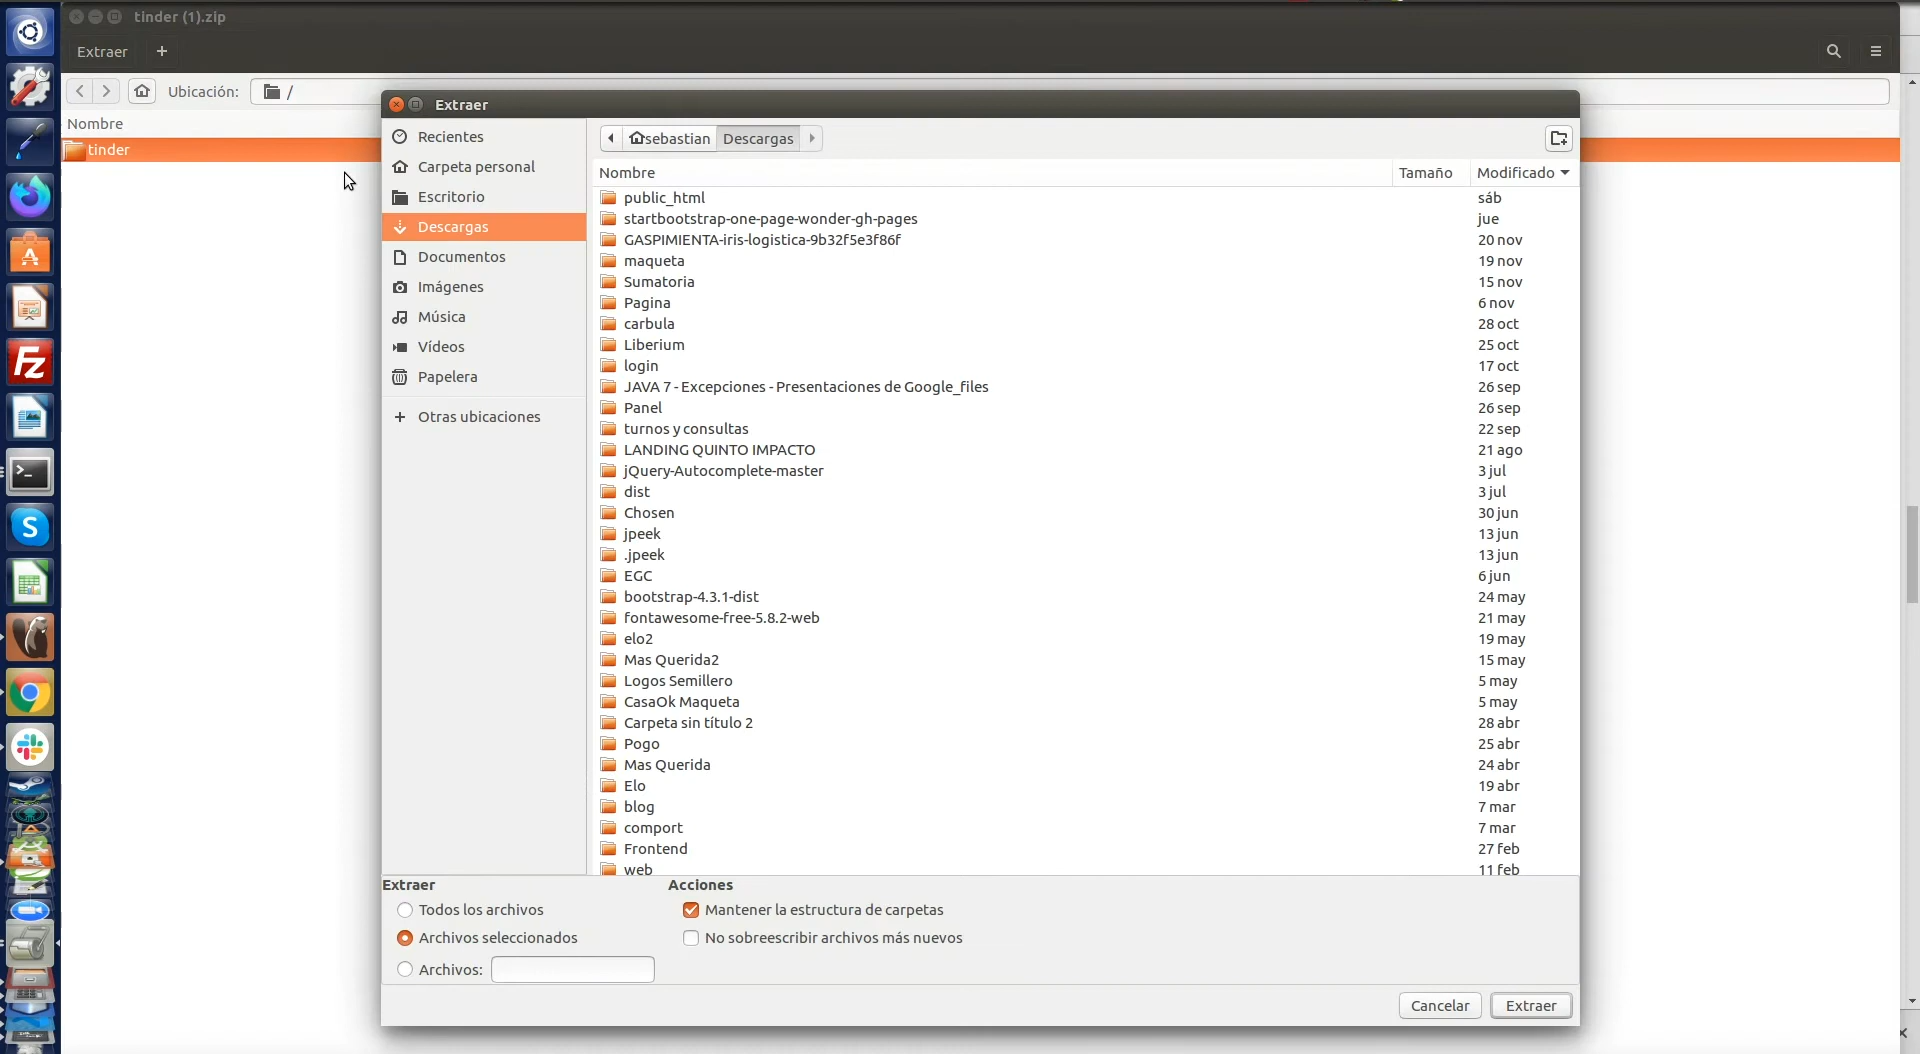 tinder (1).zip
Extraer
Ubicación: /
Nombre
tinder
Extraer
Recientes
Carpeta personal
Escritorio
Descargas
Documentos
Imágenes
Música
Vídeos
Papelera
Otras ubicaciones
sebastian Descargas
Nombre Tamaño Modificado
public_html sáb
startbootstrap-one-page-wonder-gh-pages jue
GASPIMIENTA-iris-logistica-9b32f5e3f86f 20 nov
maqueta 19 nov
Sumatoria 15 nov
Pagina 6 nov
carbula 28 oct
Liberium 25 oct
login 17 oct
JAVA 7 - Excepciones - Presentaciones de Google_files 26 sep
Panel 26 sep
turnos y consultas 22 sep
LANDING QUINTO IMPACTO 21 ago
jQuery-Autocomplete-master 3 jul
dist 3 jul
Chosen 30 jun
jpeek 13 jun
.jpeek 13 jun
EGC 6 jun
bootstrap-4.3.1-dist 24 may
fontawesome-free-5.8.2-web 21 may
elo2 19 may
Mas Querida2 15 may
Logos Semillero 5 may
CasaOk Maqueta 5 may
Carpeta sin título 2 28 abr
Pogo 25 abr
Mas Querida 24 abr
Elo 19 abr
blog 7 mar
comport 7 mar
Frontend 27 feb
web 11 feb
Extraer
Todos los archivos
Archivos seleccionados
Archivos:
Acciones
Mantener la estructura de carpetas
No sobreescribir archivos más nuevos
Cancelar Extraer